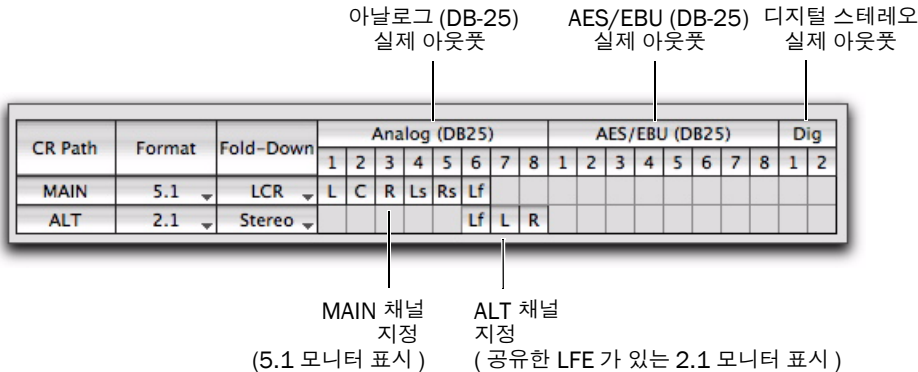 아날로그 (DB-25)
실제 아웃풋
AES/EBU (DB-25)
실제 아웃풋
디지털 스테레오
실제 아웃풋
CR Path Format Fold-Down Analog (DB25) AES/EBU (DB25) Dig
1 2 3 4 5 6 7 8 1 2 3 4 5 6 7 8 1 2
MAIN 5.1 LCR L C R Ls Rs Lf
ALT 2.1 Stereo Lf L R
MAIN 채널
지정
(5.1 모니터 표시 )
ALT 채널
지정
( 공유한 LFE 가 있는 2.1 모니터 표시 )